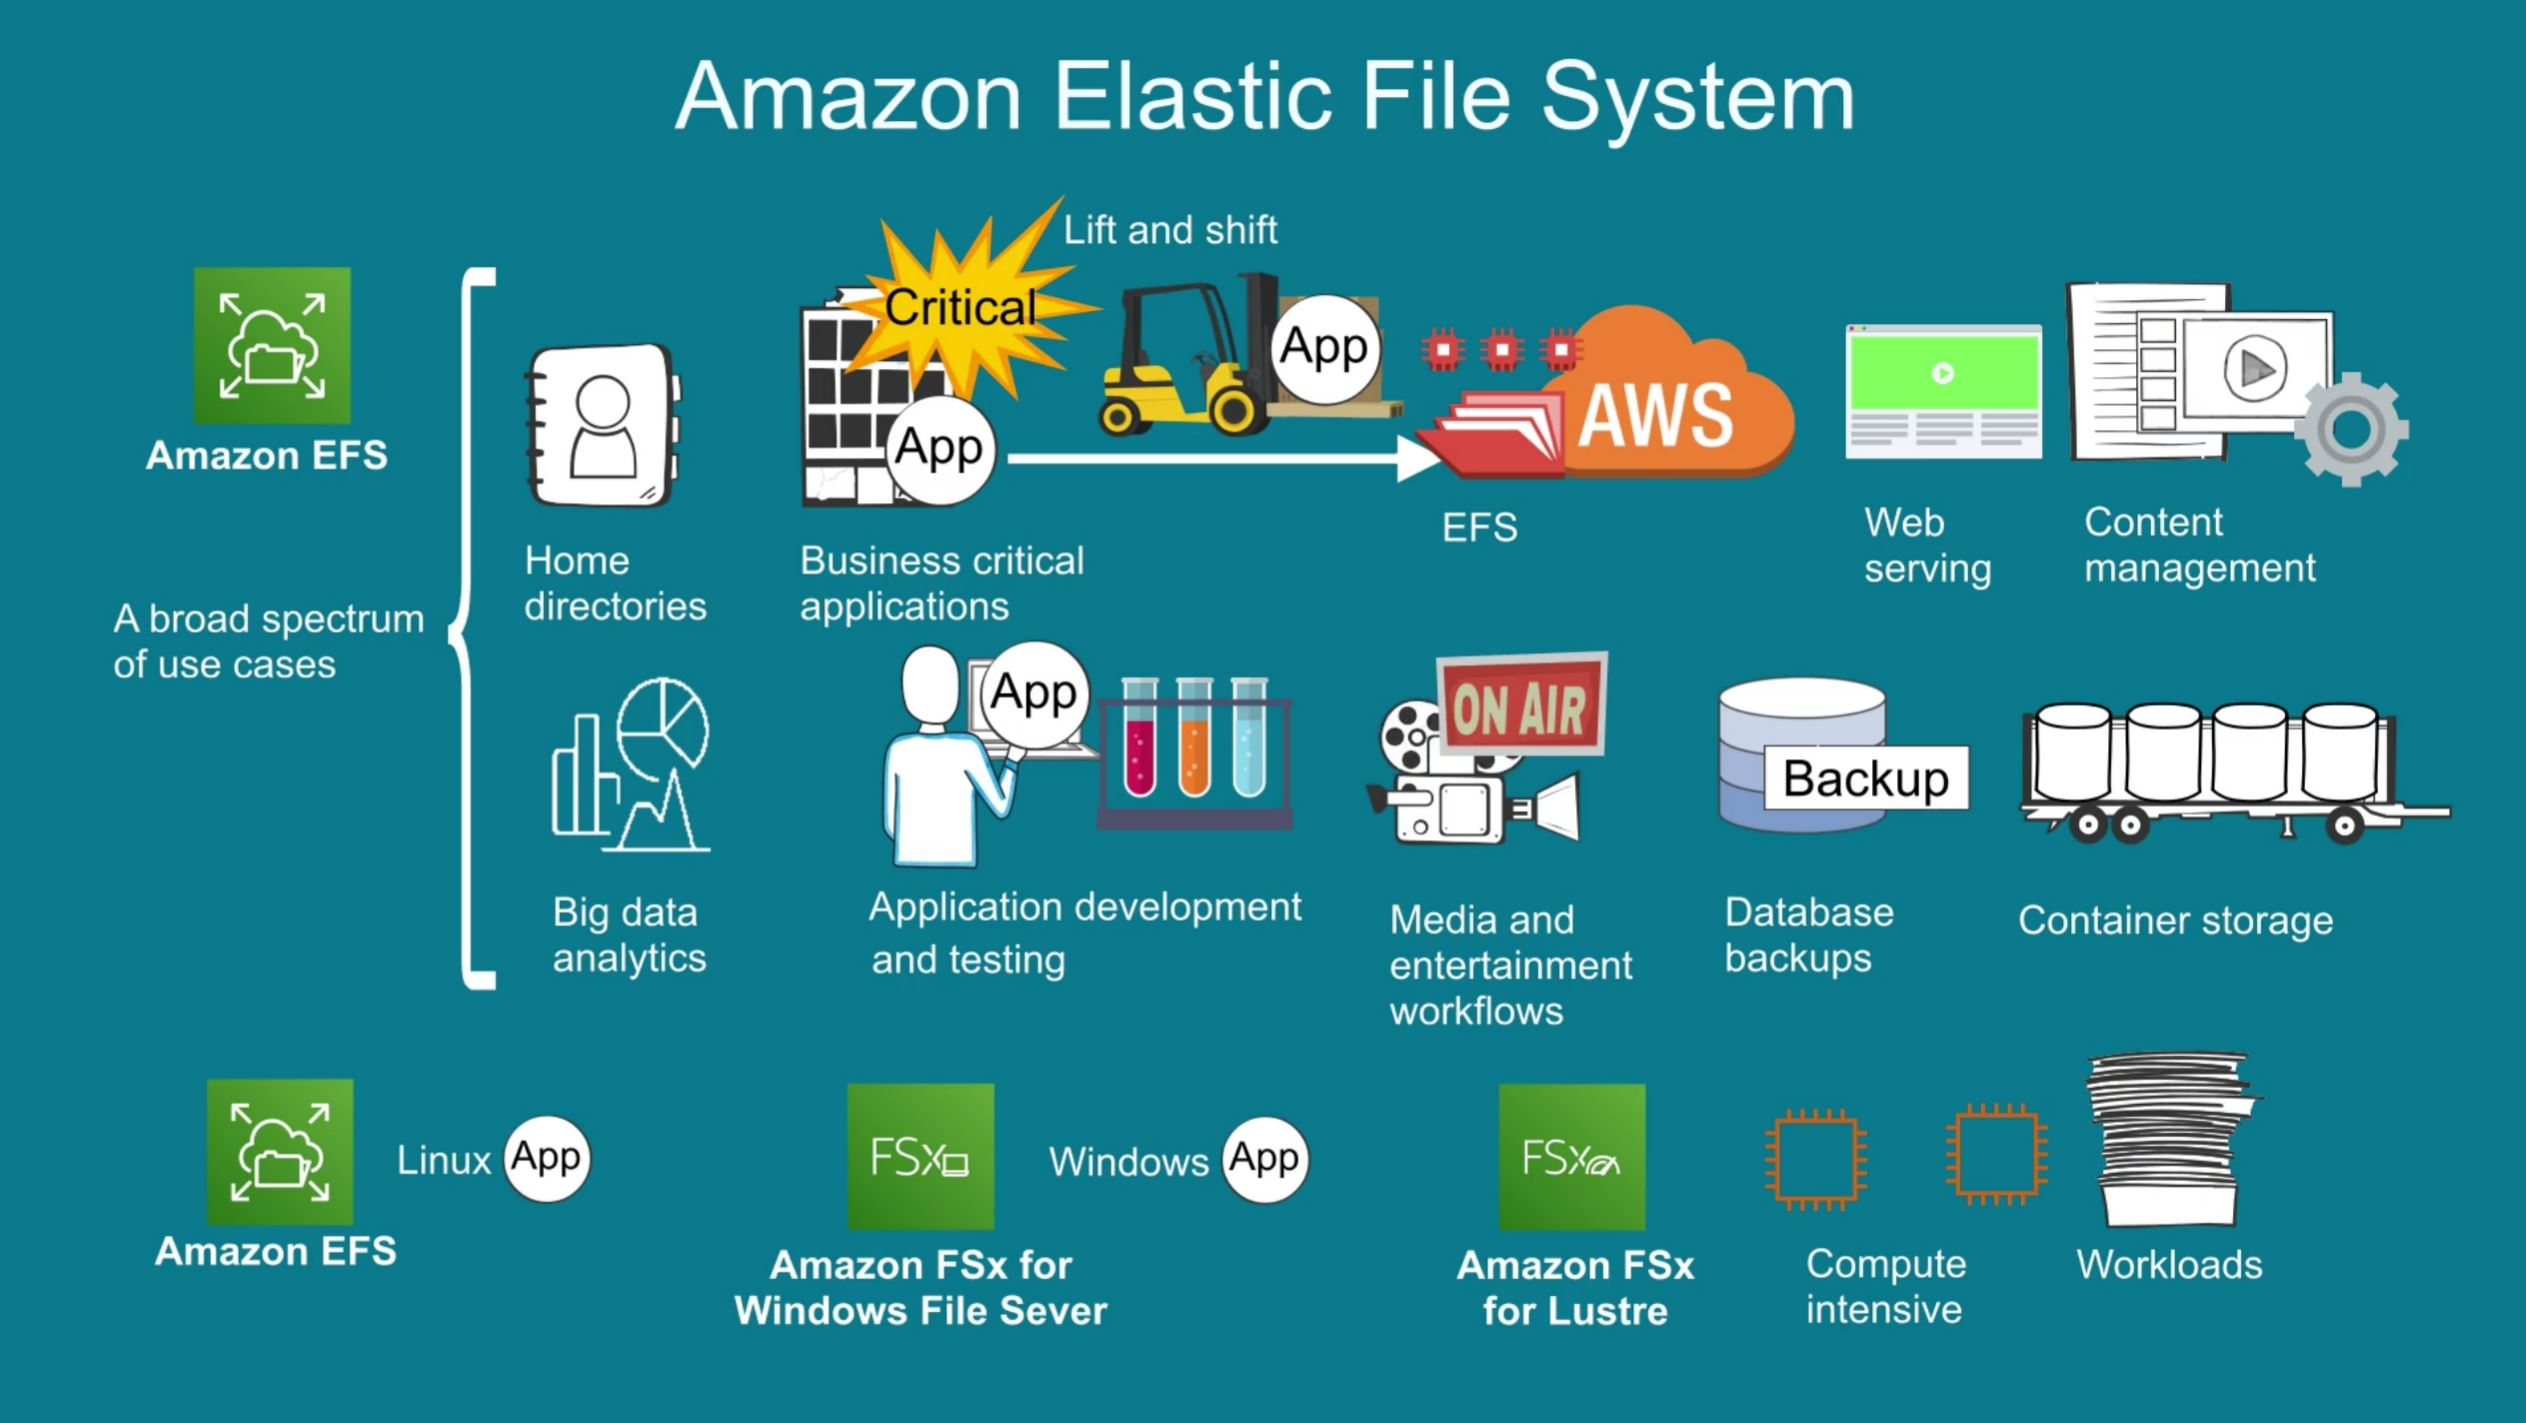 Amazon Elastic File System
Lift and shift
Critical
App
App
AWS
Amazon EFS
EFS
Web
serving
Content
management
Home
directories
Business critical
applications
A broad spectrum
of use cases
App
ON AIR
Backup
Big data
analytics
Application development
and testing
Media and
entertainment
workflows
Database
backups
Container storage
Linux
App
FSx
Windows
App
FSx
Amazon EFS
Amazon FSx for
Windows File Sever
Amazon FSx
for Lustre
Compute
intensive
Workloads